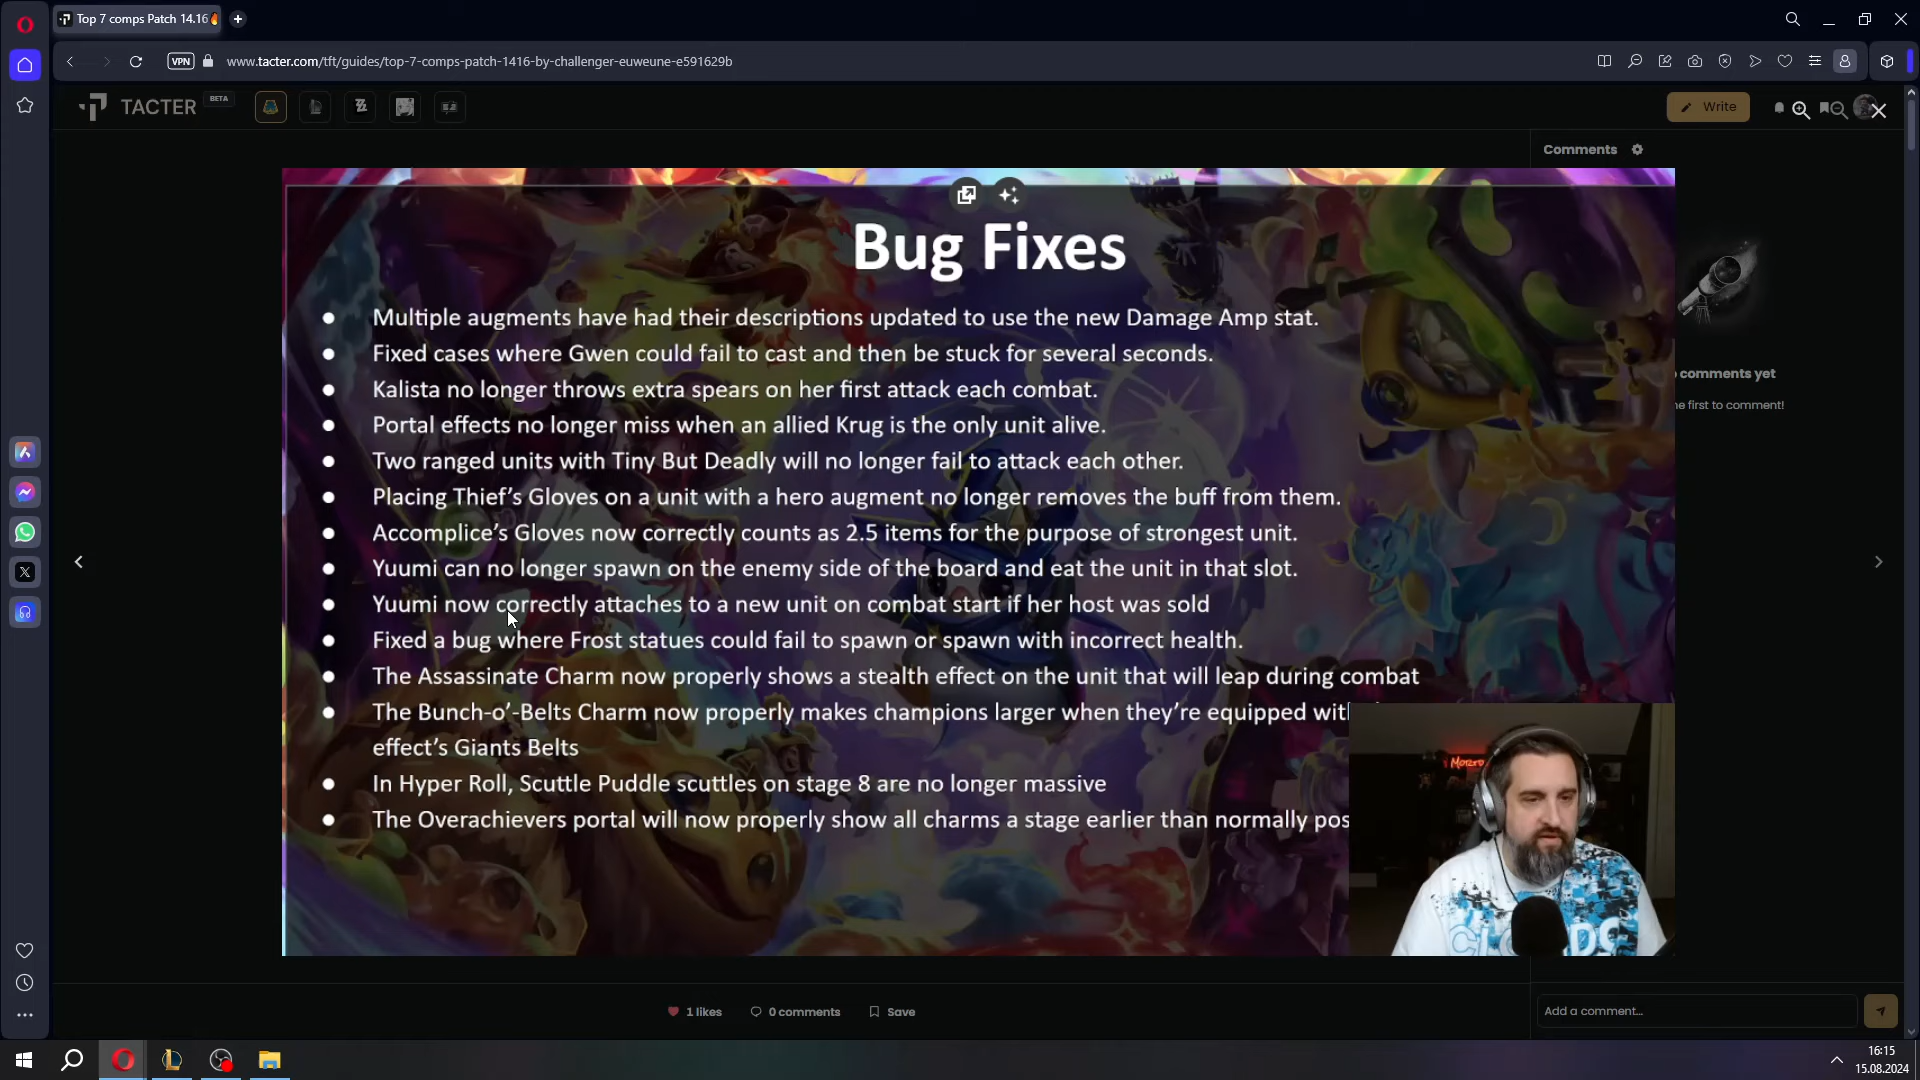 Top 7 comps Patch 14.16
VPN
www.tacter.com/tft/guides/top-7-comps-patch-1416-by-challenger-euweune-e591629b
TACTER
BETA
Write
Comments
Bug Fixes
Multiple augments have had their descriptions updated to use the new Damage Amp stat.
Fixed cases where Gwen could fail to cast and then be stuck for several seconds.
Kalista no longer throws extra spears on her first attack each combat.
Portal effects no longer miss when an allied Krug is the only unit alive.
Two ranged units with Tiny But Deadly will no longer fail to attack each other.
Placing Thief's Gloves on a unit with a hero augment no longer removes the buff from them.
Accomplice's Gloves now correctly counts as 2.5 items for the purpose of strongest unit.
Yuumi can no longer spawn on the enemy side of the board and eat the unit in that slot.
Yuumi now correctly attaches to a new unit on combat start if her host was sold
Fixed a bug where Frost statues could fail to spawn or spawn with incorrect health.
The Assassinate Charm now properly shows a stealth effect on the unit that will leap during combat
The Bunch-o'-Belts Charm now properly makes champions larger when they're equipped
effect's Giants Belts
In Hyper Roll, Scuttle Puddle scuttles on stage 8 are no longer massive
The Overachievers portal will now properly show all charms a stage earlier than normally
comments yet
first to comment!
1 likes
0 comments
Save
Add a comment...
16:15
15.08.2024